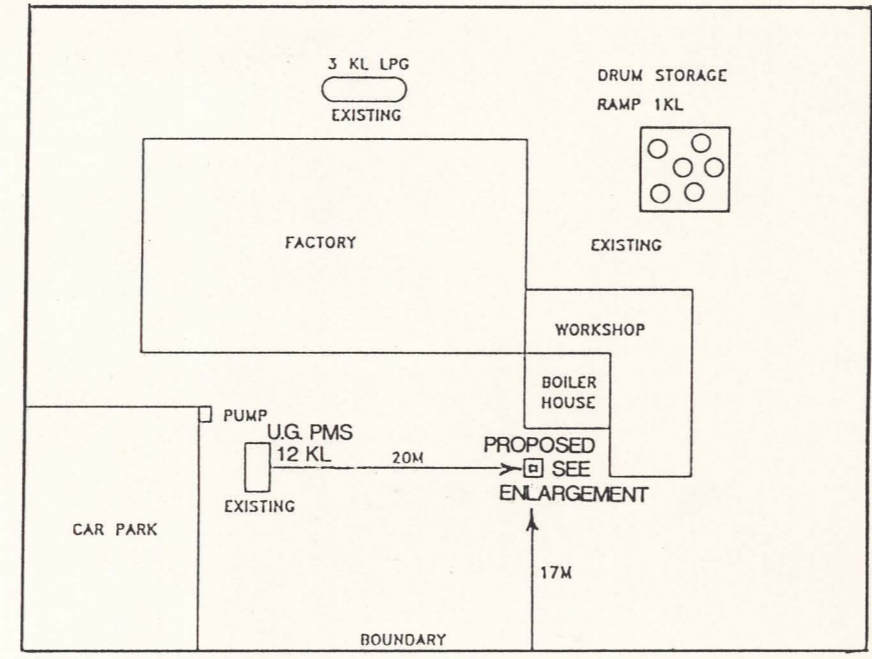 3 KL LPG
EXISTING
DRUM STORAGE
RAMP 1KL
EXISTING
FACTORY
WORKSHOP
BOILER
HOUSE
PUMP
U.G. PMS
12 KL
EXISTING
20M
PROPOSED
SEE
ENLARGEMENT
CAR PARK
17M
BOUNDARY